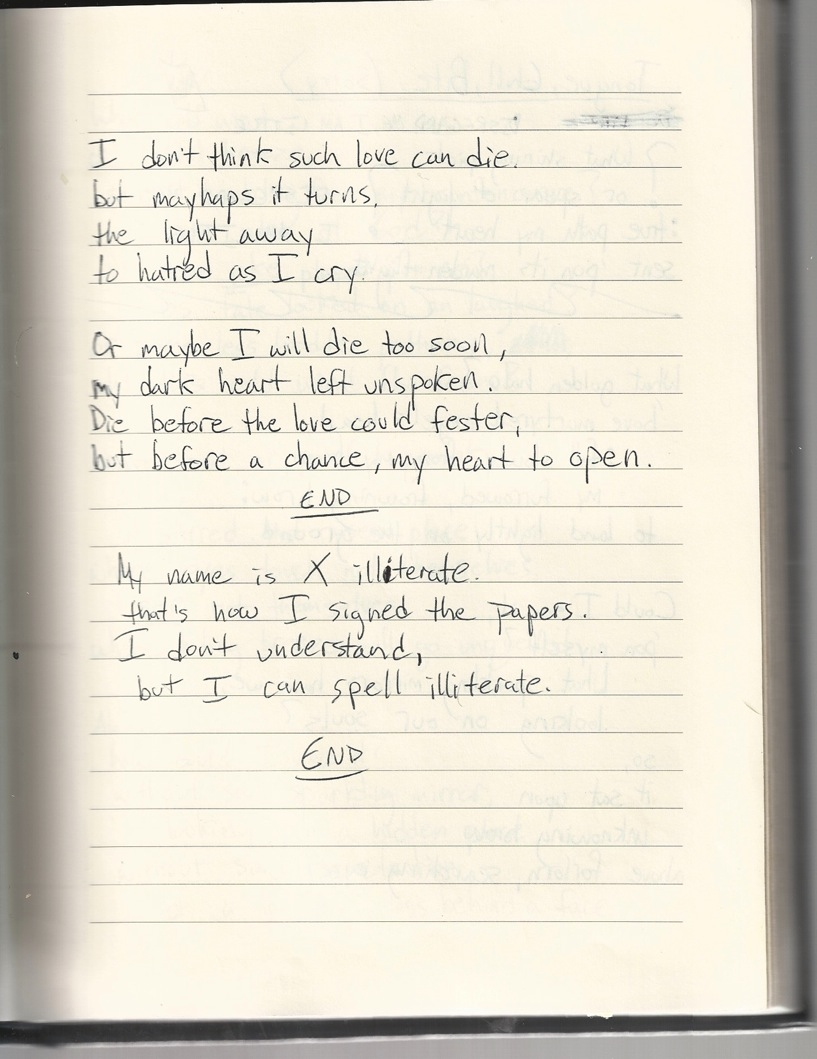 I don't think such love can die.
but mayhaps it turns,
the light away
to hatred as I cry.
Or maybe I will die too soon,
my dark heart left unspoken.
Die before the love could fester,
but before a chance, my heart to open.
END
My name is X illiterate.
that's how I signed the papers.
I don't understand,
but I can spell illiterate.
END